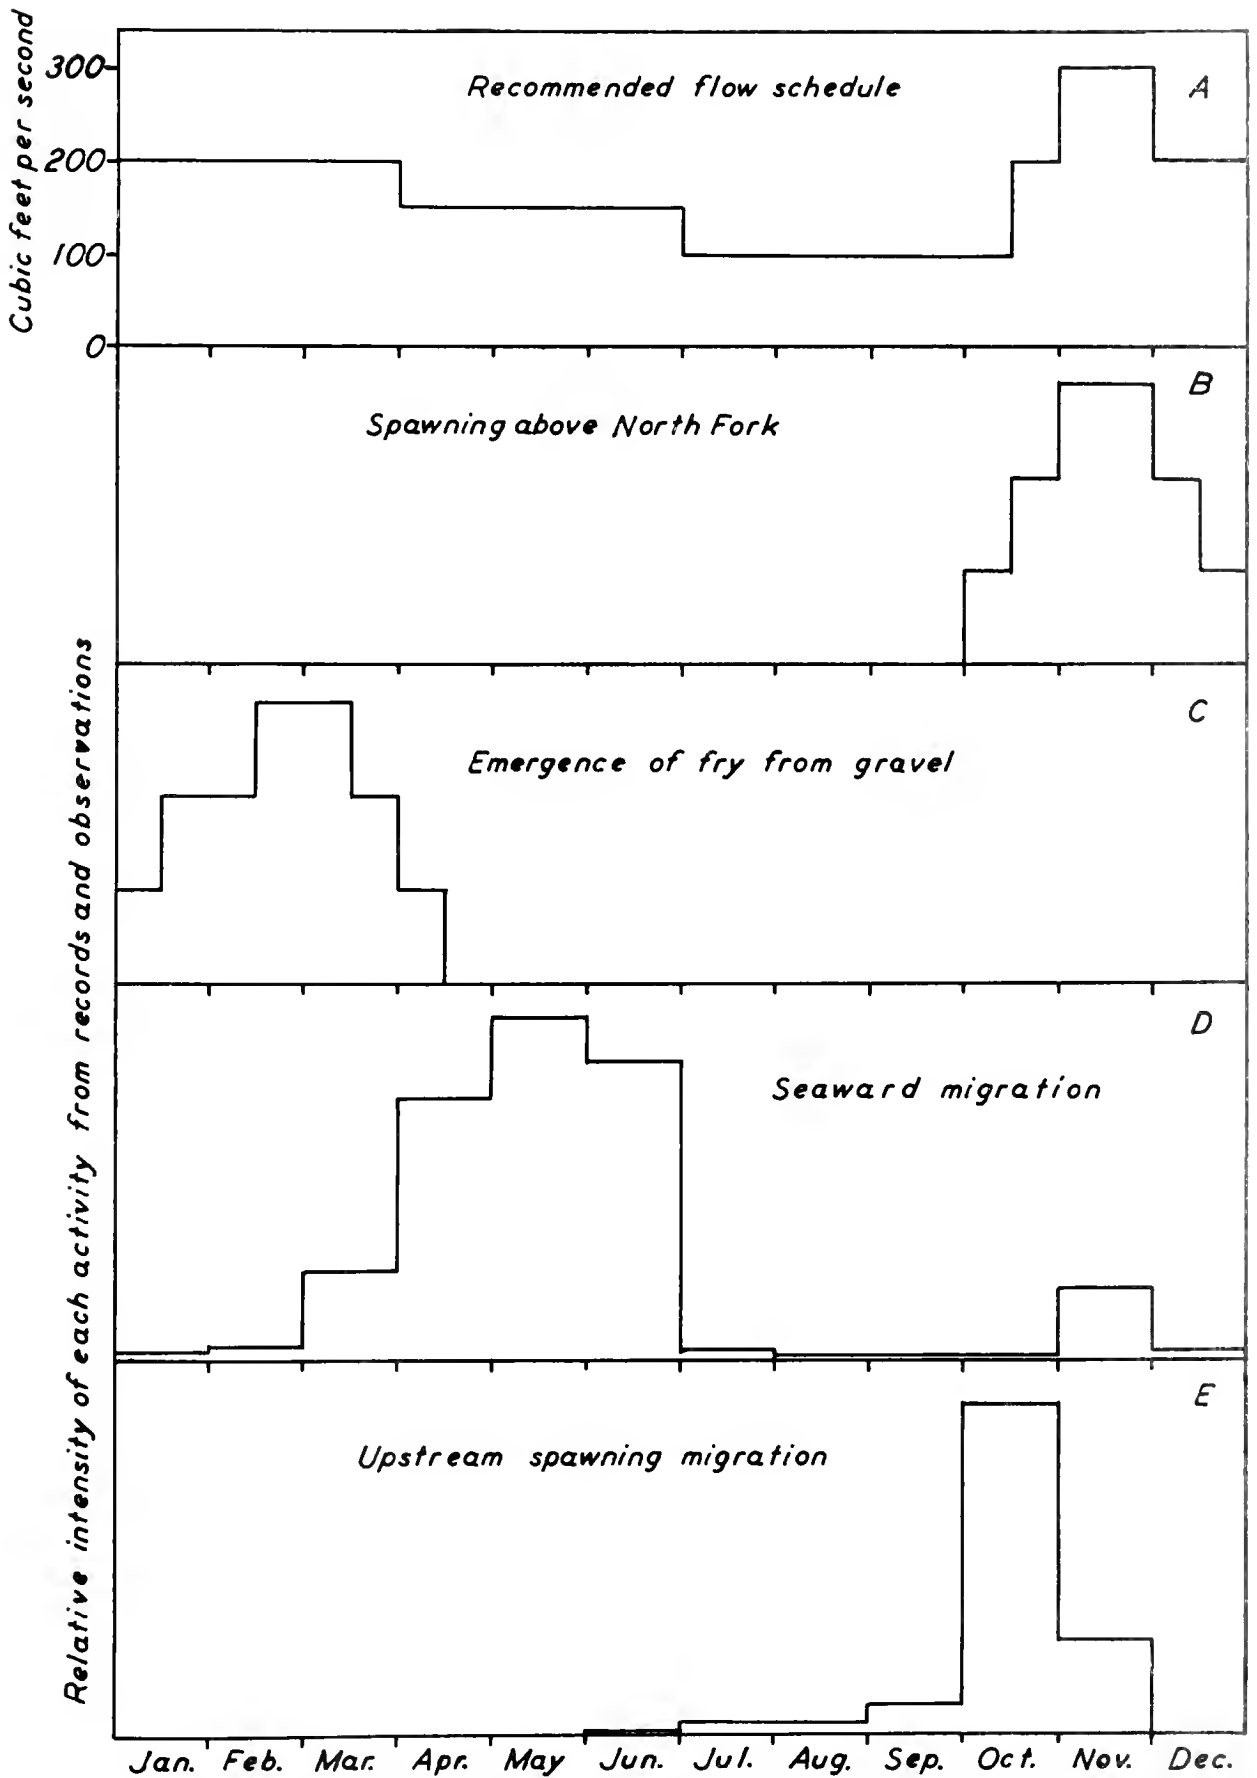 Cubic feet per second
300
200
100
0
Recommended flow schedule
A
Spawning above North Fork
B
Relative intensity of each activity from records and observations
Emergence of fry from gravel
C
Seaward migration
D
Upstream spawning migration
E
Jan. Feb. Mar. Apr. May Jun. Jul. Aug. Sep. Oct. Nov. Dec.